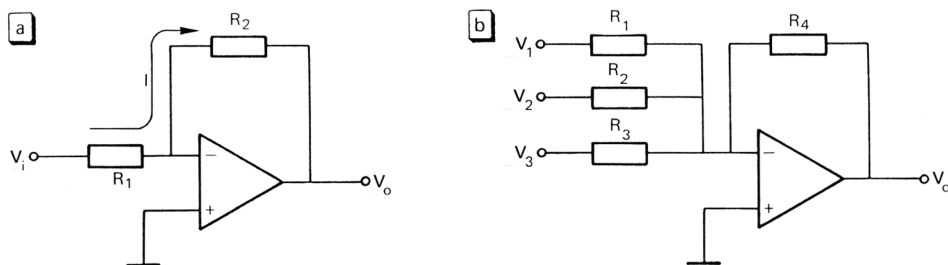 a
R2
I
Vi
R1
−
+
Vo
b
R1
V1
R2
V2
R3
V3
R4
−
+
Vo